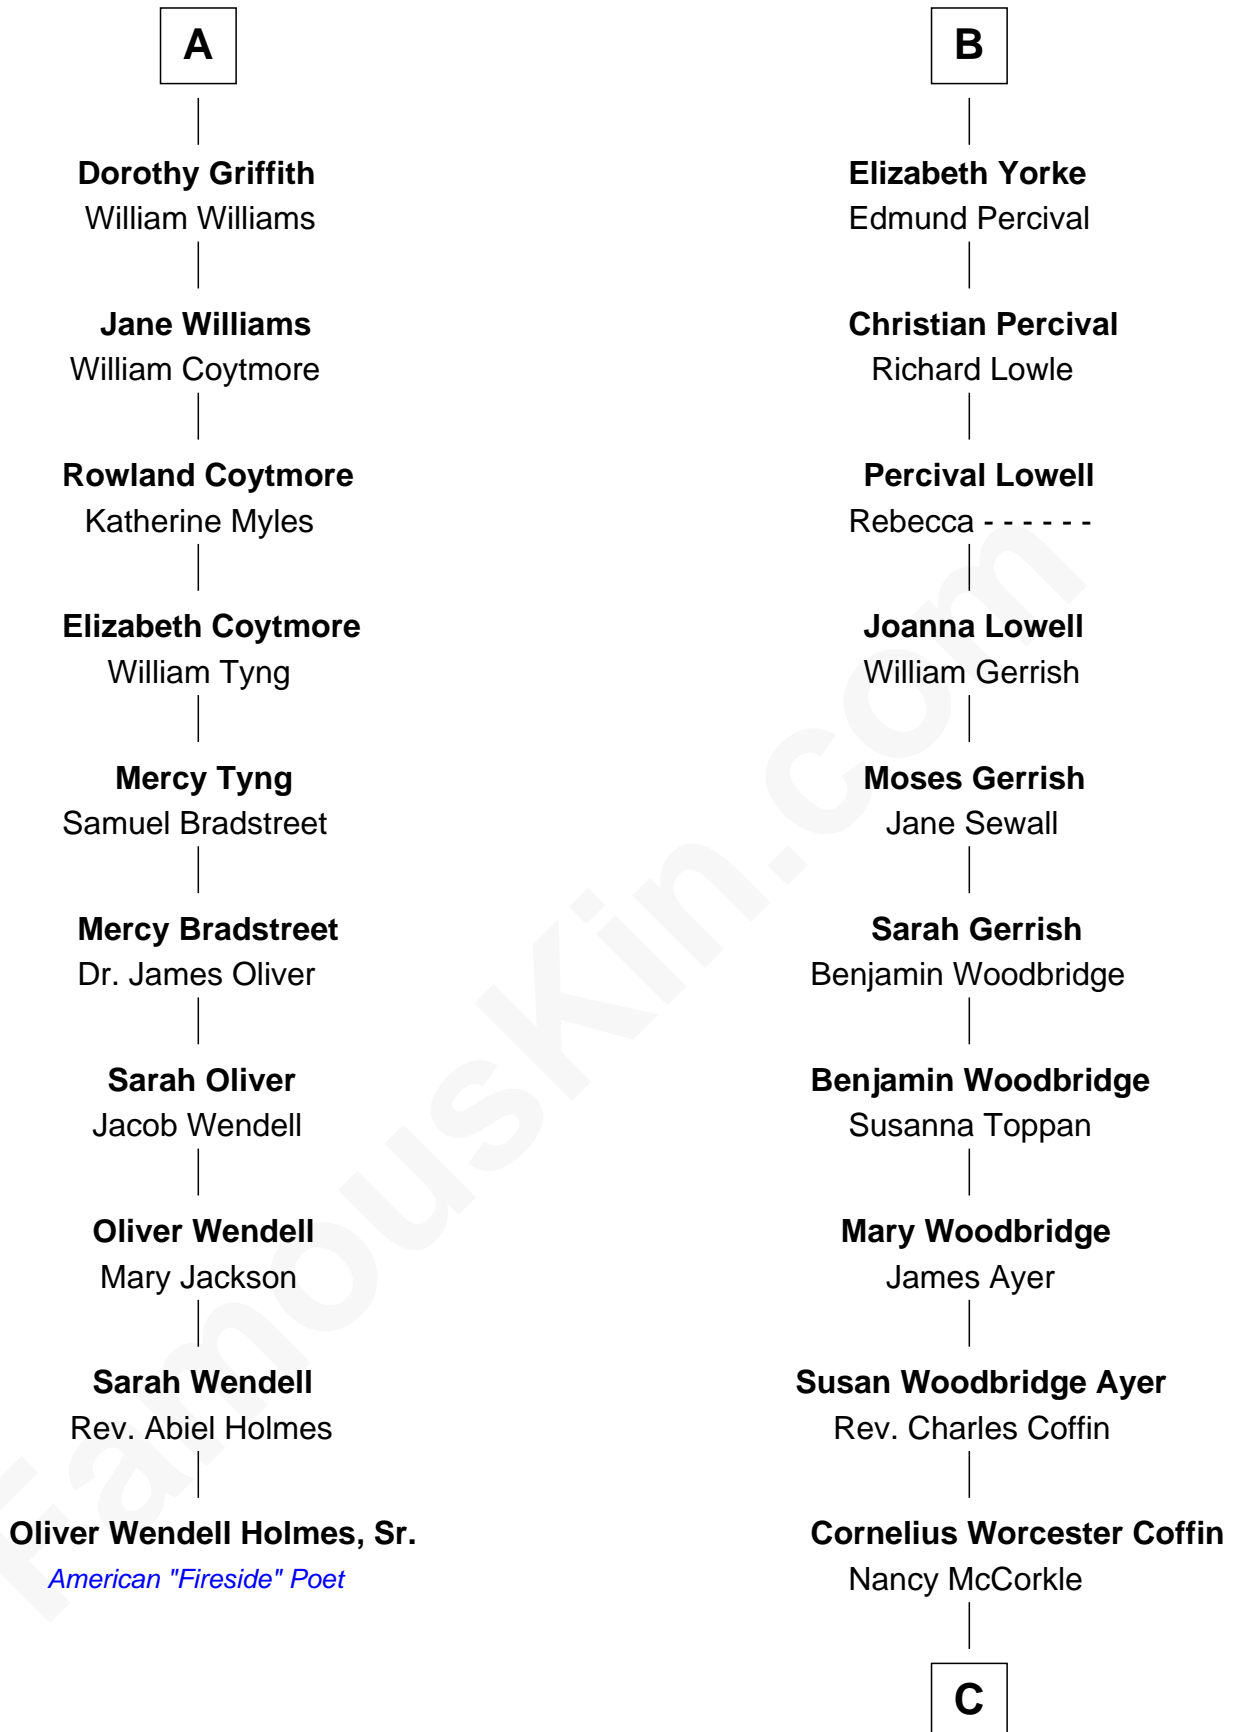 A
Dorothy Griffith
William Williams
Jane Williams
William Coytmore
Rowland Coytmore
Katherine Myles
Elizabeth Coytmore
William Tyng
Mercy Tyng
Samuel Bradstreet
Mercy Bradstreet
Dr. James Oliver
Sarah Oliver
Jacob Wendell
Oliver Wendell
Mary Jackson
Sarah Wendell
Rev. Abiel Holmes
Oliver Wendell Holmes, Sr.
American "Fireside" Poet
B
Elizabeth Yorke
Edmund Percival
Christian Percival
Richard Lowle
Percival Lowell
Rebecca - - - - - -
Joanna Lowell
William Gerrish
Moses Gerrish
Jane Sewall
Sarah Gerrish
Benjamin Woodbridge
Benjamin Woodbridge
Susanna Toppan
Mary Woodbridge
James Ayer
Susan Woodbridge Ayer
Rev. Charles Coffin
Cornelius Worcester Coffin
Nancy McCorkle
C
FamousKin.com